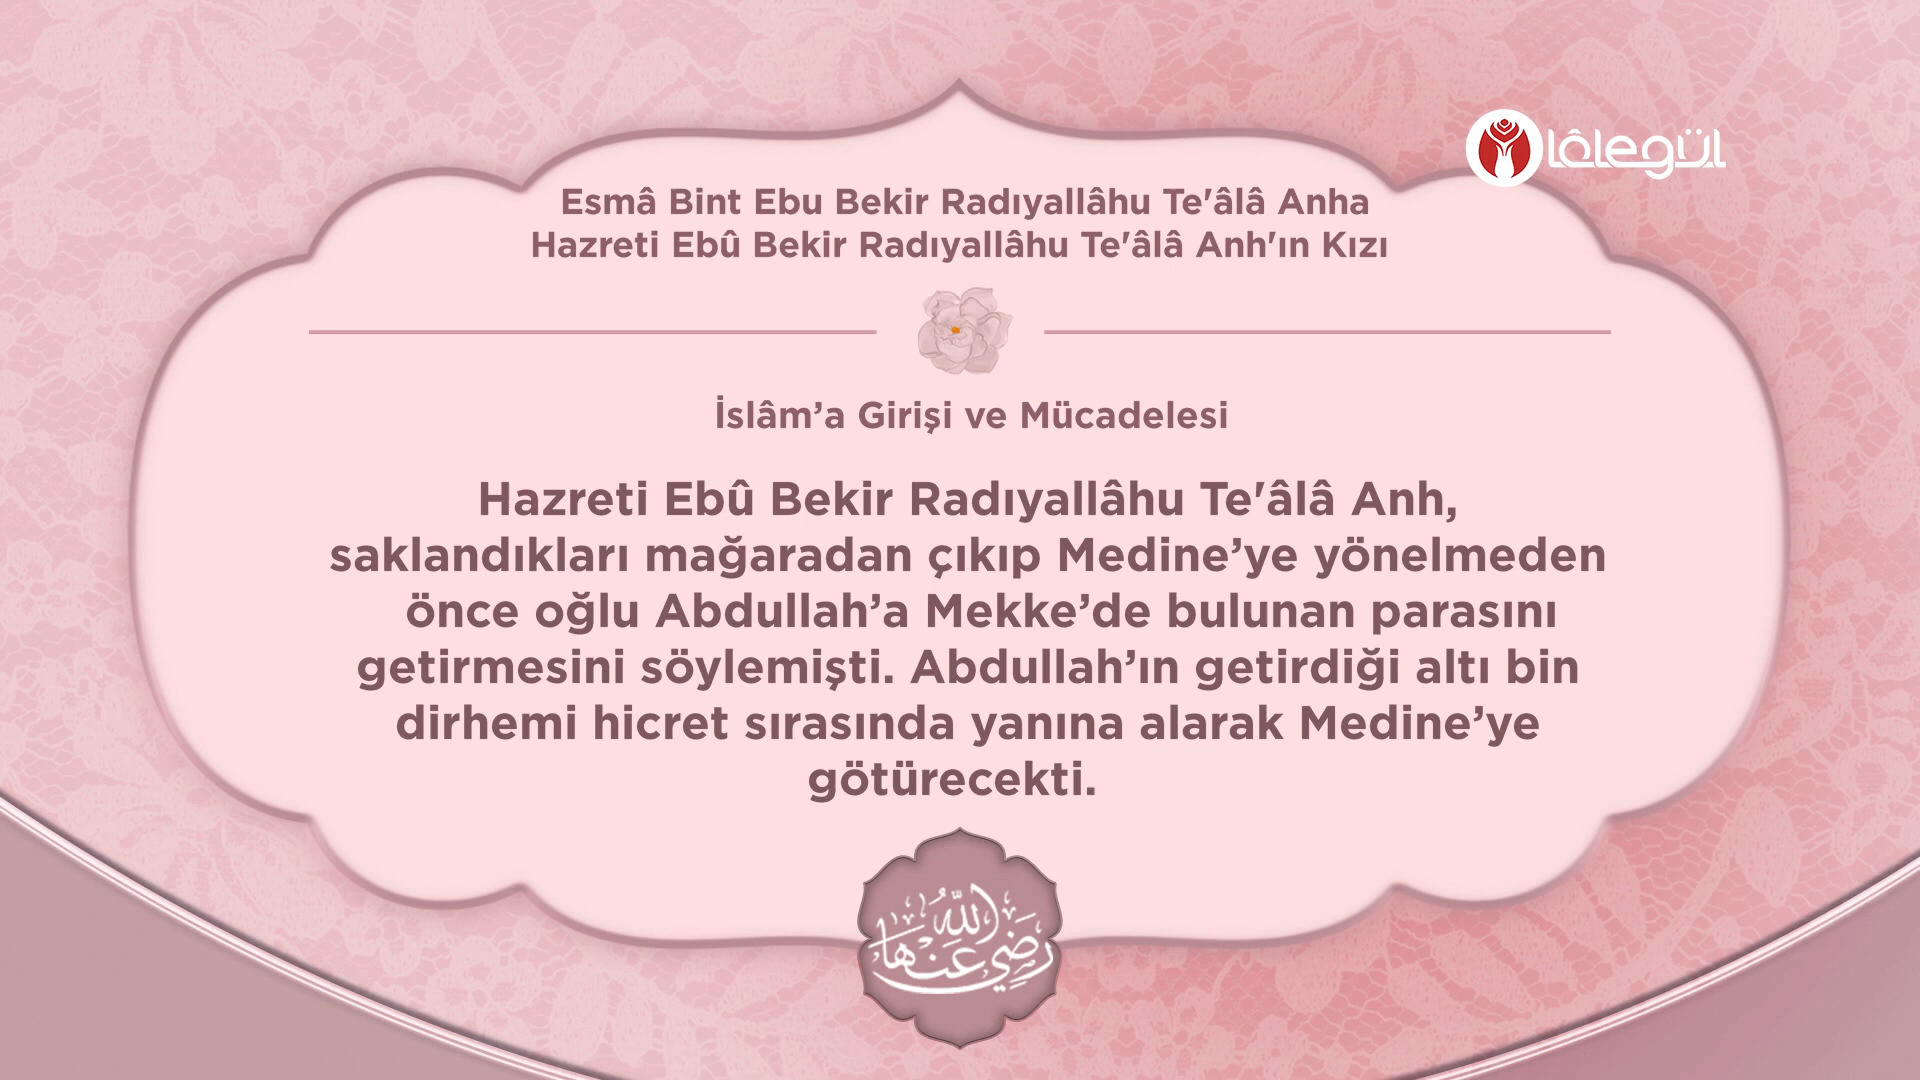 lâlegül
Esmâ Bint Ebu Bekir Radıyallâhu Te'âlâ Anha
Hazreti Ebû Bekir Radıyallâhu Te'âlâ Anh'ın Kızı
İslâm’a Girişi ve Mücadelesi
Hazreti Ebû Bekir Radıyallâhu Te'âlâ Anh,
saklandıkları mağaradan çıkıp Medine’ye yönelmeden
önce oğlu Abdullah’a Mekke’de bulunan parasını
getirmesini söylemişti. Abdullah’ın getirdiği altı bin
dirhemi hicret sırasında yanına alarak Medine’ye
götürecekti.
رَضِيَ اللّٰهُ عَنْهَا